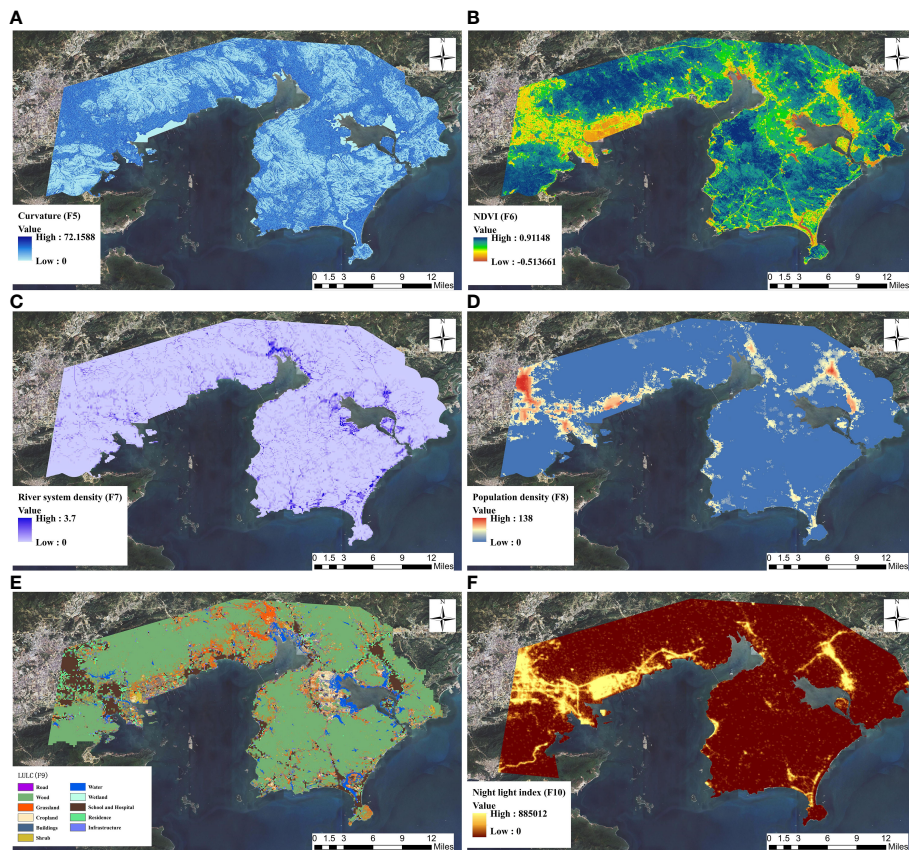 A
N
Curvature (F5)
Value
High : 72.1588
Low : 0
0 1.5 3 6 9 12
Miles
B
N
NDVI (F6)
Value
High : 0.91148
Low : -0.513661
0 1.5 3 6 9 12
Miles
C
N
River system density (F7)
Value
High : 3.7
Low : 0
0 1.5 3 6 9 12
Miles
D
N
Population density (F8)
Value
High : 138
Low : 0
0 1.5 3 6 9 12
Miles
E
N
LULC (F9)
Road
Wood
Grassland
Cropland
Buildings
Shrub
Water
Wetland
School and Hospital
Residence
Infrastructure
0 1.5 3 6 9 12
Miles
F
N
Night light index (F10)
Value
High : 885012
Low : 0
0 1.5 3 6 9 12
Miles